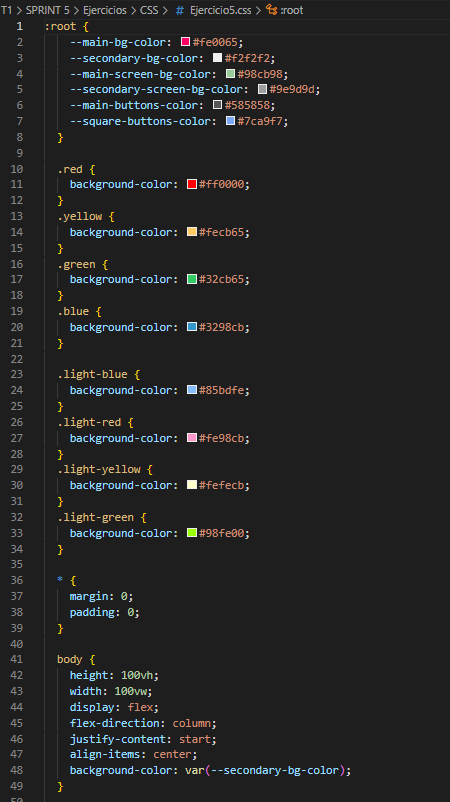 T1 > SPRINT 5 > Ejercicios > CSS > # Ejercicio5.css > :root
1 :root {
2 --main-bg-color: #fe0065;
3 --secondary-bg-color: #f2f2f2;
4 --main-screen-bg-color: #98cb98;
5 --secondary-screen-bg-color: #9e9d9d;
6 --main-buttons-color: #585858;
7 --square-buttons-color: #7ca9f7;
8 }
9
10 .red {
11 background-color: #ff0000;
12 }
13 .yellow {
14 background-color: #fecb65;
15 }
16 .green {
17 background-color: #32cb65;
18 }
19 .blue {
20 background-color: #3298cb;
21 }
22
23 .light-blue {
24 background-color: #85bdfe;
25 }
26 .light-red {
27 background-color: #fe98cb;
28 }
29 .light-yellow {
30 background-color: #fefecb;
31 }
32 .light-green {
33 background-color: #98fe00;
34 }
35
36 * {
37 margin: 0;
38 padding: 0;
39 }
40
41 body {
42 height: 100vh;
43 width: 100vw;
44 display: flex;
45 flex-direction: column;
46 justify-content: start;
47 align-items: center;
48 background-color: var(--secondary-bg-color);
49 }
50